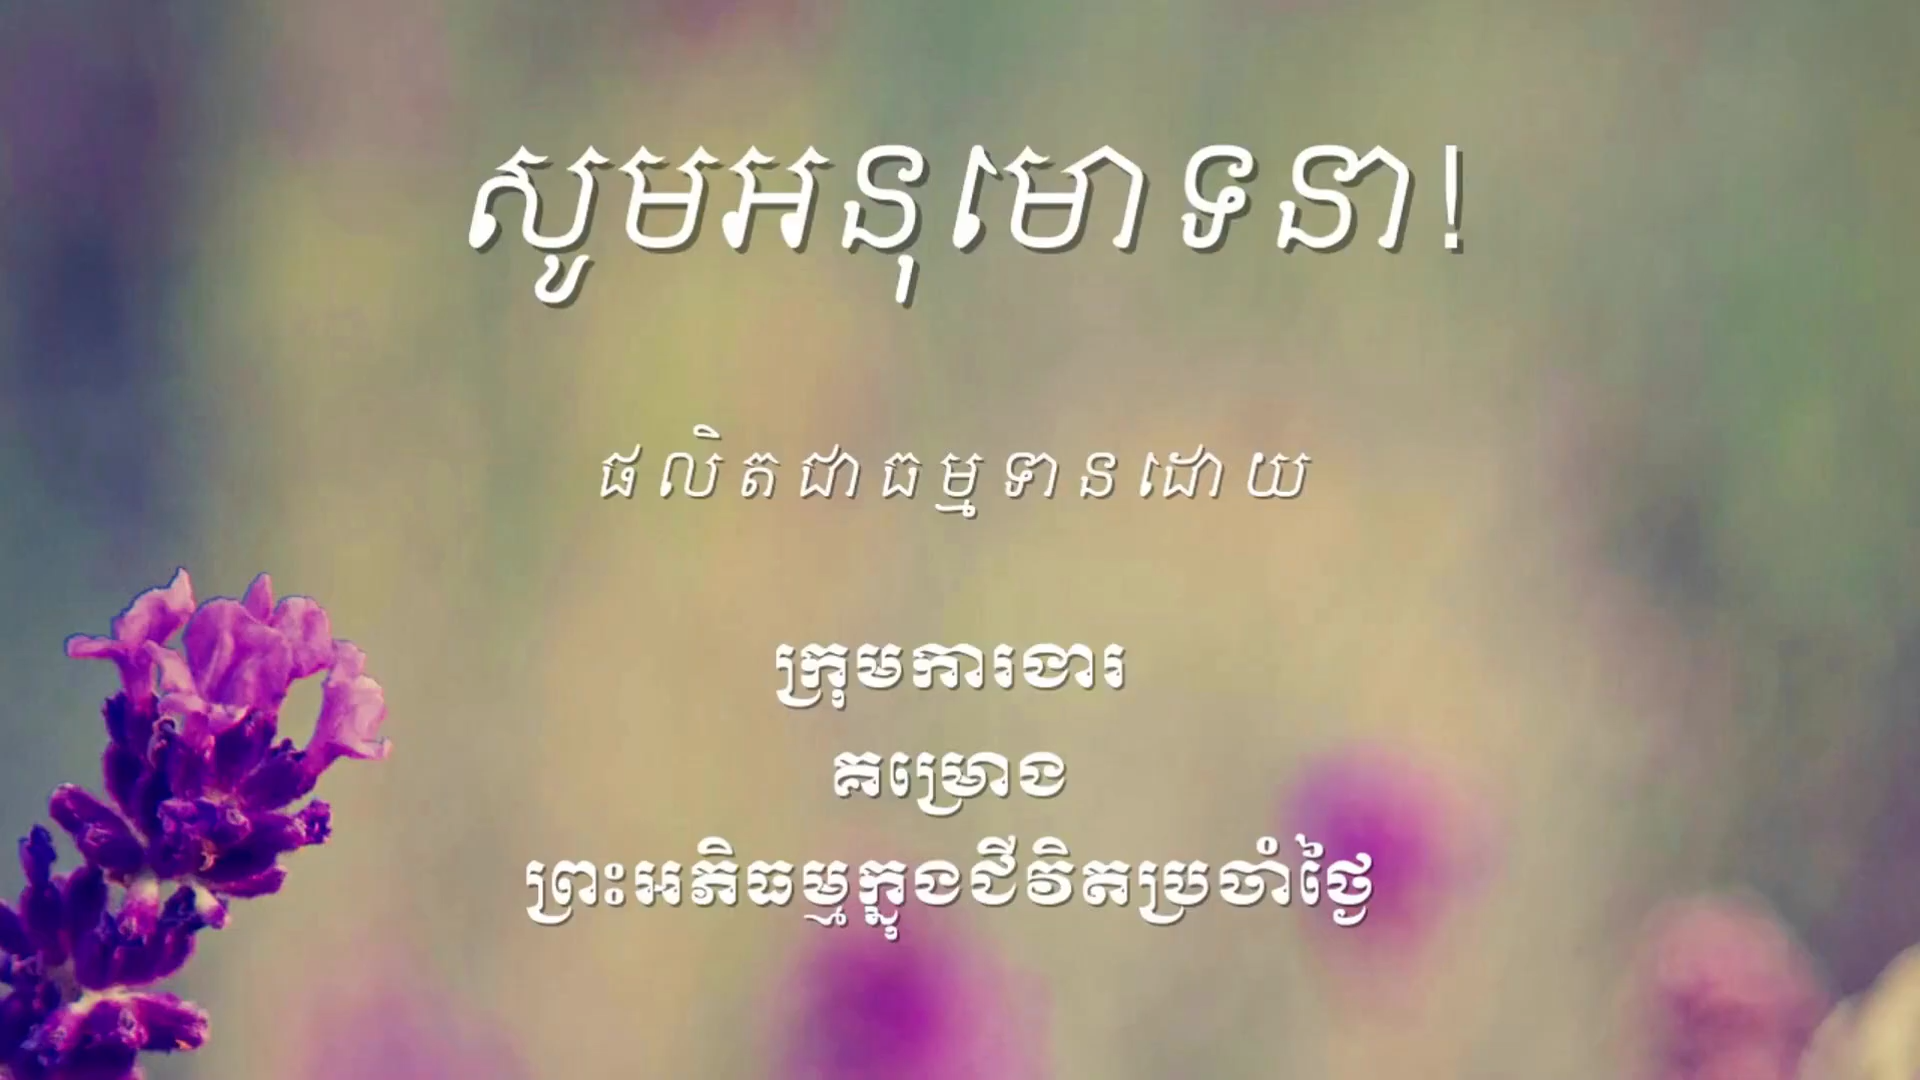 សូមអនុមោទនា!
ផលិតជាធម្មទានដោយ
ក្រុមការងារ
គម្រោង
ព្រះអភិធម្មក្នុងជីវិតប្រចាំថ្ងៃ